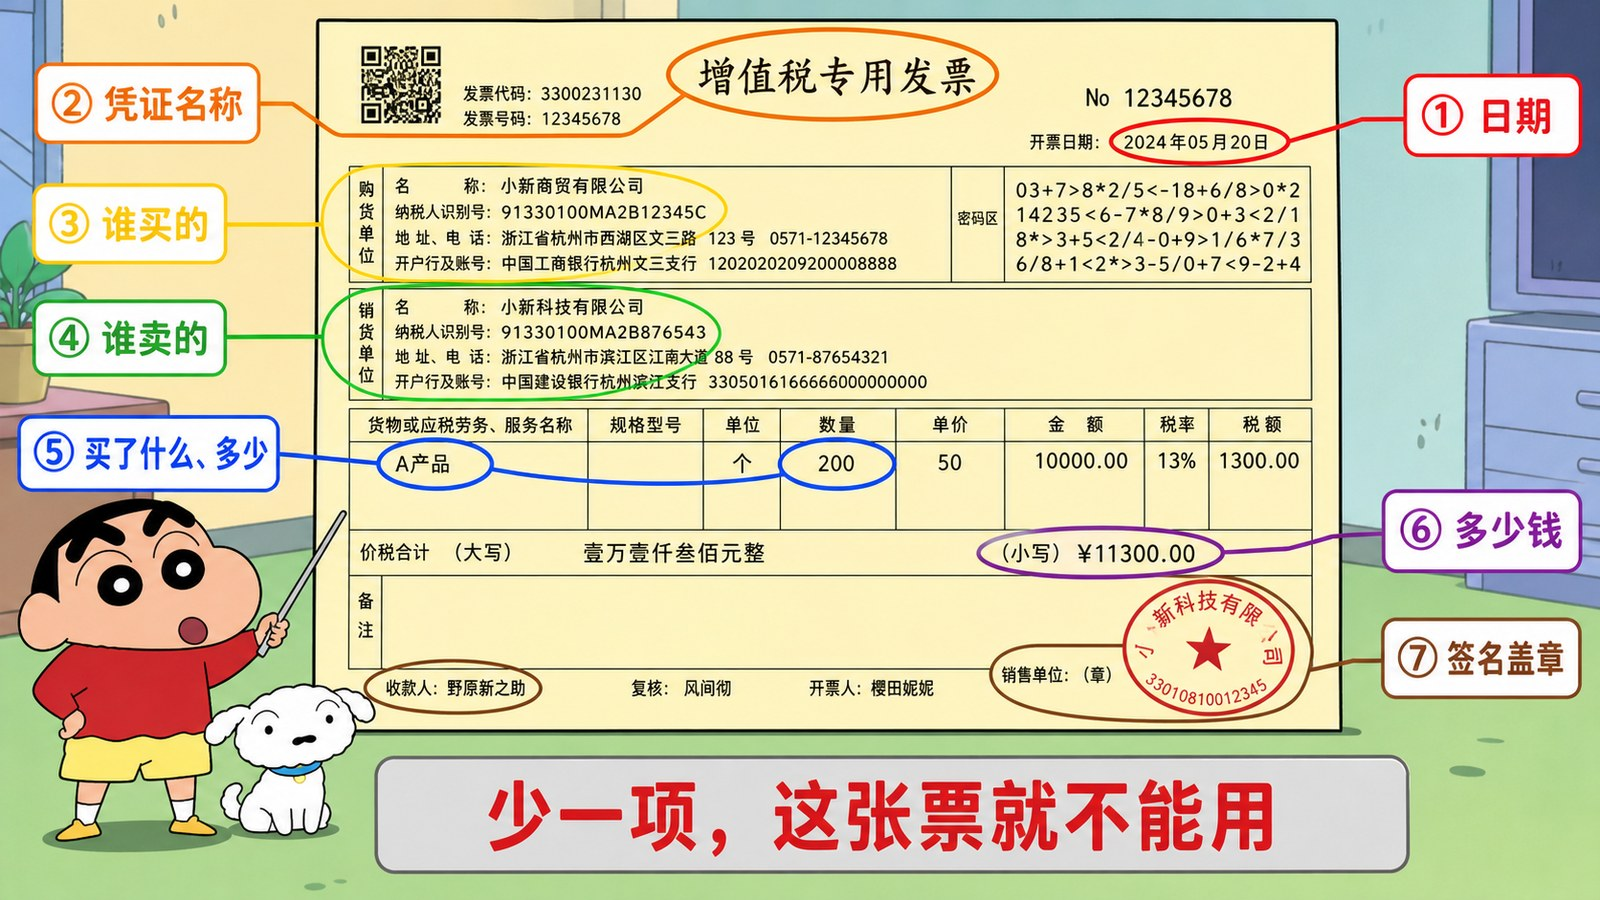 增值税专用发票
发票代码：3300231130
发票号码：12345678
No 12345678
开票日期：2024年05月20日
② 凭证名称
① 日期
③ 谁买的
④ 谁卖的
⑤ 买了什么、多少
⑥ 多少钱
⑦ 签名盖章
购货单位
名 称：小新商贸有限公司
纳税人识别号：91330100MA2B12345C
地址、电话：浙江省杭州市西湖区文三路 123 号 0571-12345678
开户行及账号：中国工商银行杭州文三支行 1202020209200008888
密码区
03+7>8*2/5<-18+6/8>0*2
14235<6-7*8/9>0+3<2/1
8*>3+5<2/4-0+9>1/6*7/3
6/8+1<2*>3-5/0+7<9-2+4
销货单位
名 称：小新科技有限公司
纳税人识别号：91330100MA2B876543
地址、电话：浙江省杭州市滨江区江南大道 88 号 0571-87654321
开户行及账号：中国建设银行杭州滨江支行 3305016166666000000000
货物或应税劳务、服务名称 规格型号 单位 数量 单价 金 额 税率 税额
A产品 个 200 50 10000.00 13% 1300.00
价税合计 （大写） 壹万壹仟叁佰元整 （小写）¥11300.00
备注
收款人：野原新之助 复核：风间彻 开票人：樱田妮妮 销售单位：（章）
新科技有限
司
33010810012345
少一项，这张票就不能用